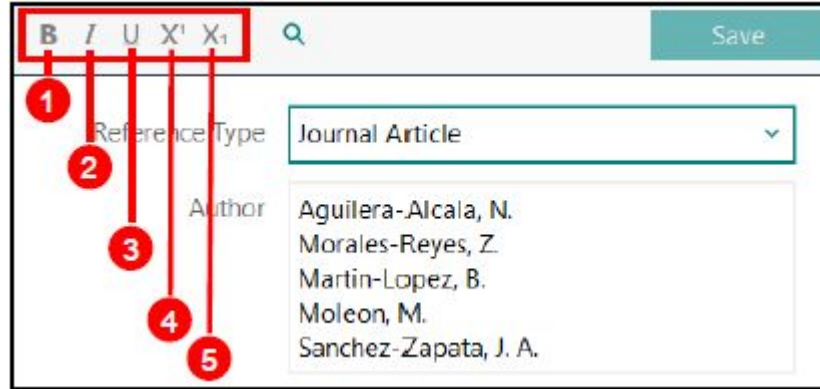 B I U X¹ X₁ Save
1
Reference Type Journal Article
2
Author Aguilera-Alcala, N.
Morales-Reyes, Z.
3
Martin-Lopez, B.
Moleon, M.
4
Sanchez-Zapata, J. A.
5